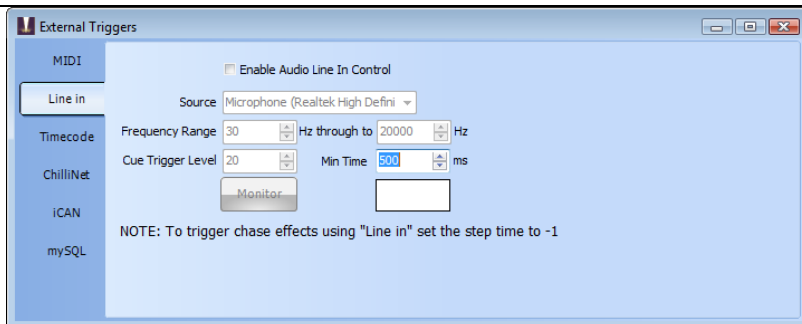 External Triggers
MIDI
Enable Audio Line In Control
Line in
Source Microphone (Realtek High Defini
Timecode
Frequency Range 30 Hz through to 20000 Hz
Cue Trigger Level 20 Min Time 500 ms
ChilliNet
Monitor
iCAN
NOTE: To trigger chase effects using "Line in" set the step time to -1
mySQL